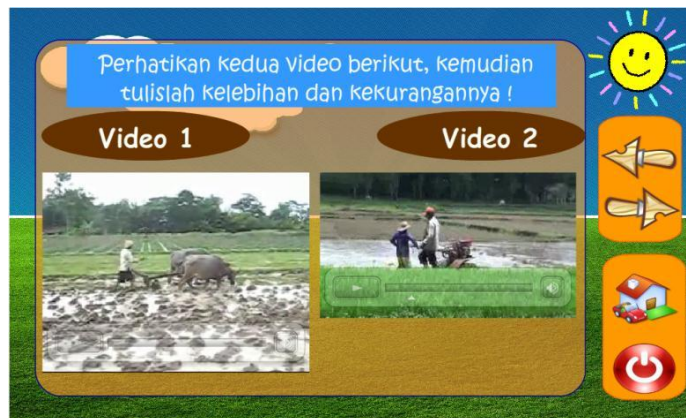 Perhatikan kedua video berikut, kemudian
tulislah kelebihan dan kekurangannya !
Video 1
Video 2